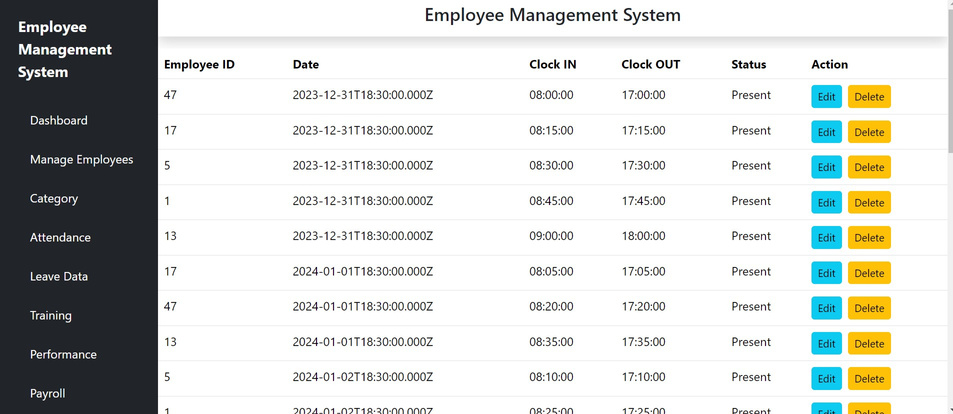 Employee Management System
Employee
Management
System
Dashboard
Manage Employees
Category
Attendance
Leave Data
Training
Performance
Payroll
Employee ID Date Clock IN Clock OUT Status Action
47 2023-12-31T18:30:00.000Z 08:00:00 17:00:00 Present Edit Delete
17 2023-12-31T18:30:00.000Z 08:15:00 17:15:00 Present Edit Delete
5 2023-12-31T18:30:00.000Z 08:30:00 17:30:00 Present Edit Delete
1 2023-12-31T18:30:00.000Z 08:45:00 17:45:00 Present Edit Delete
13 2023-12-31T18:30:00.000Z 09:00:00 18:00:00 Present Edit Delete
17 2024-01-01T18:30:00.000Z 08:05:00 17:05:00 Present Edit Delete
47 2024-01-01T18:30:00.000Z 08:20:00 17:20:00 Present Edit Delete
13 2024-01-01T18:30:00.000Z 08:35:00 17:35:00 Present Edit Delete
5 2024-01-02T18:30:00.000Z 08:10:00 17:10:00 Present Edit Delete
1 2024-01-02T18:30:00.000Z 08:25:00 17:25:00 Present Edit Delete